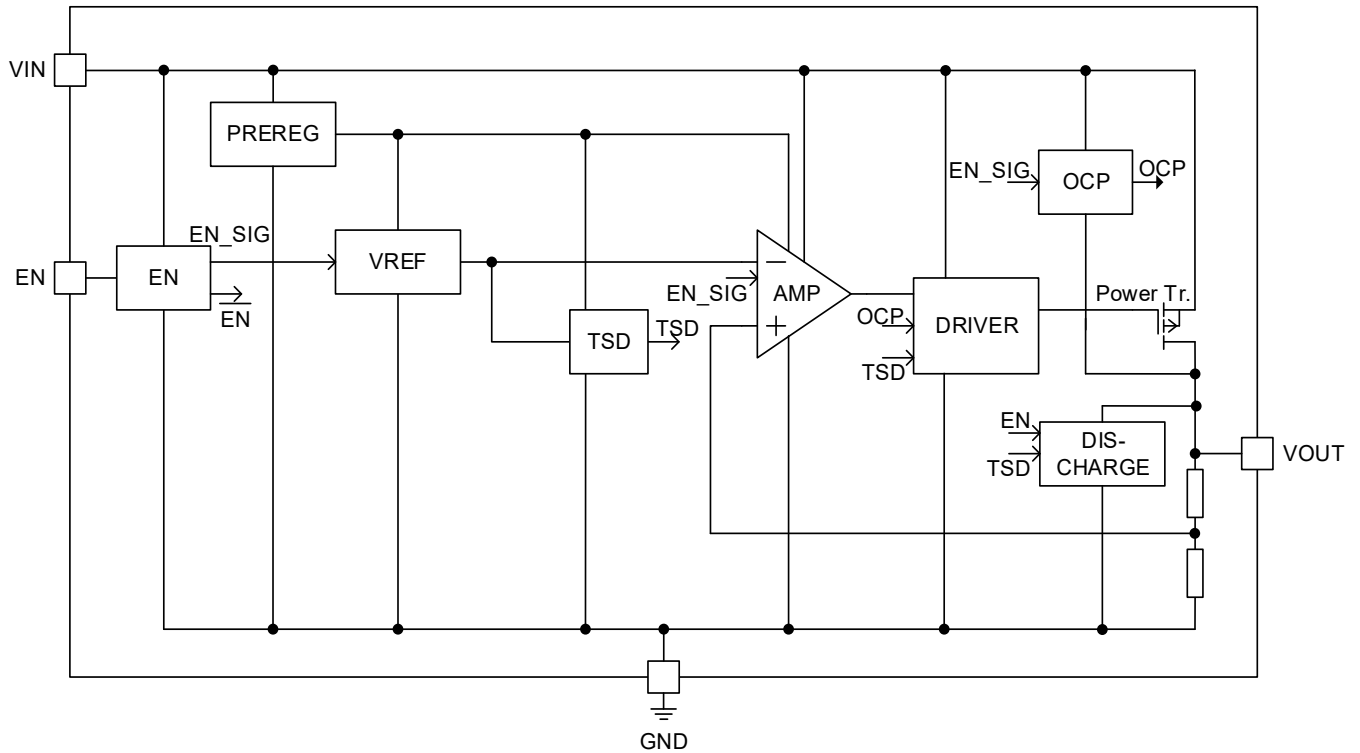 VIN
PREREG
EN_SIG
OCP
OCP
EN_SIG
EN
EN
VREF
EN
EN_SIG
−
AMP
+
TSD
TSD
OCP
TSD
DRIVER
Power Tr.
EN
TSD
DIS-
CHARGE
VOUT
GND